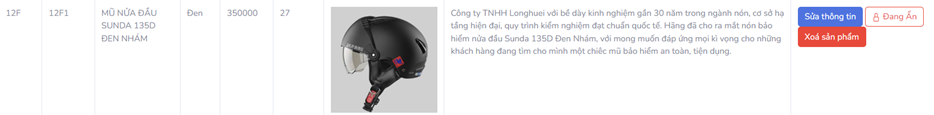 12F
12F1
MŨ NỬA ĐẦU
SUNDA 135D
ĐEN NHÁM
Đen
350000
27
Công ty TNHH Longhuei với bề dày kinh nghiệm gần 30 năm trong ngành nón, cơ sở hạ
tầng hiện đại, quy trình kiểm nghiệm đạt chuẩn quốc tế. Hãng đã cho ra mắt nón bảo
hiểm nửa đầu Sunda 135D Đen Nhám, với mong muốn đáp ứng mọi kì vọng cho những
khách hàng đang tìm cho mình một chiếc mũ bảo hiểm an toàn, tiện dụng.
Sửa thông tin
Đang Ẩn
Xoá sản phẩm